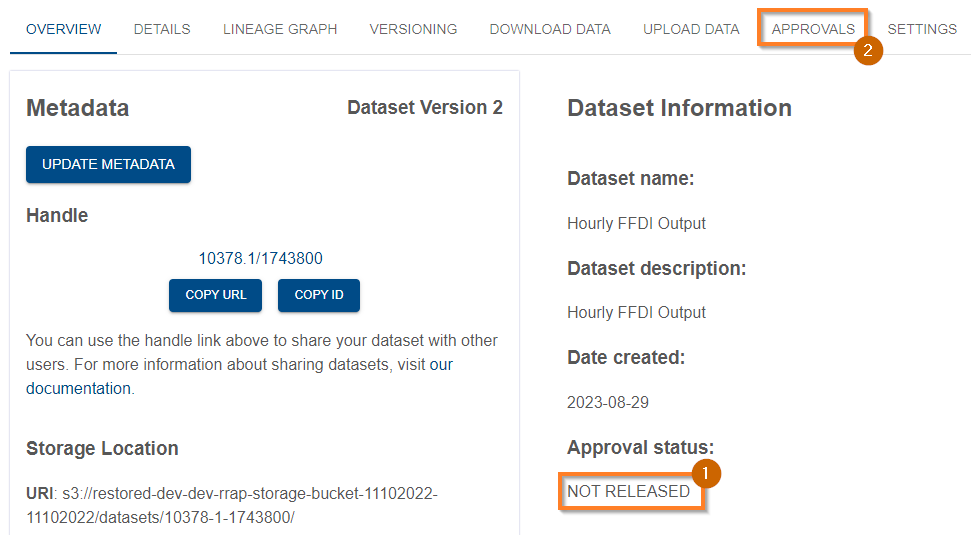 OVERVIEW DETAILS LINEAGE GRAPH VERSIONING DOWNLOAD DATA UPLOAD DATA APPROVALS SETTINGS
2
Metadata Dataset Version 2
UPDATE METADATA
Handle
10378.1/1743800
COPY URL COPY ID
You can use the handle link above to share your dataset with other
users. For more information about sharing datasets, visit our
documentation.
Storage Location
URI: s3://restored-dev-dev-rrap-storage-bucket-11102022-
11102022/datasets/10378-1-1743800/
Dataset Information
Dataset name:
Hourly FFDI Output
Dataset description:
Hourly FFDI Output
Date created:
2023-08-29
Approval status:
1
NOT RELEASED